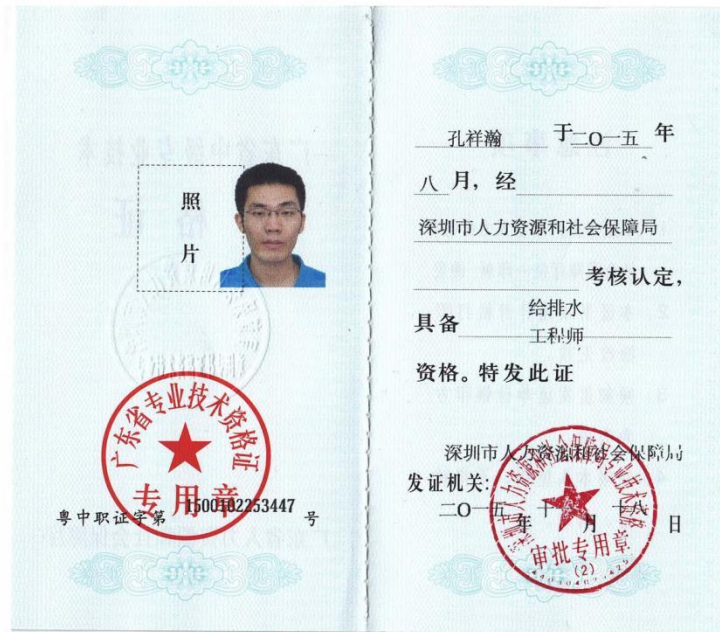 照
片
广东省专业技术资格证
专用章
粤中职证字第 1500102253447 号
孔祥瀚 于二O一五 年
八 月，经
深圳市人力资源和社会保障局
考核认定，
具备 给排水
工程师
资格。特发此证
深圳市人力资源和社会保障局
发证机关：
二O一五 年 十 月 十八 日
审批专用章
(2)